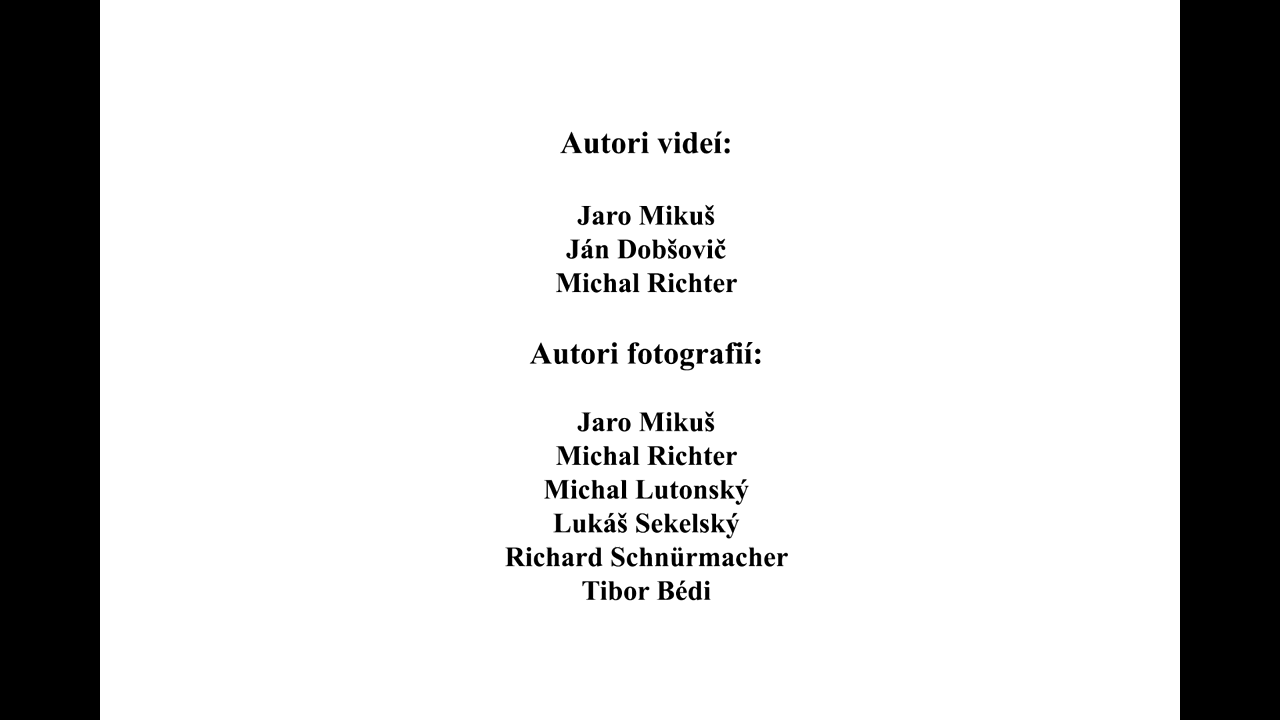 Autori videí:
Jaro Mikuš
Ján Dobšovič
Michal Richter
Autori fotografií:
Jaro Mikuš
Michal Richter
Michal Lutonský
Lukáš Sekelský
Richard Schnürmacher
Tibor Bédi